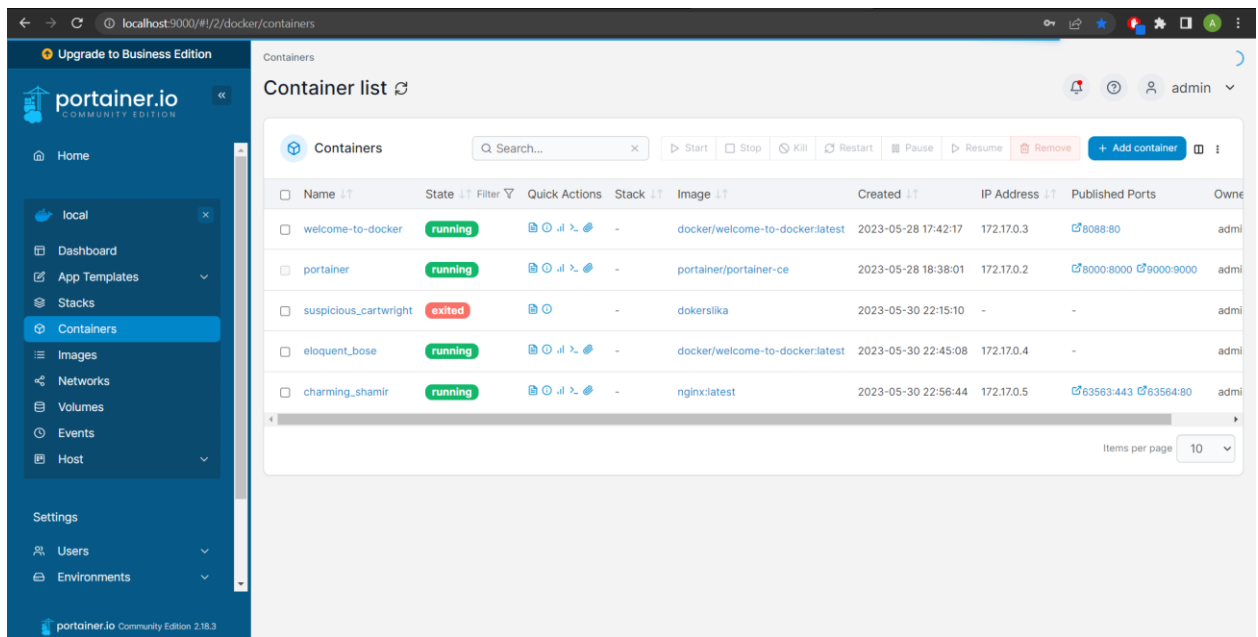 localhost:9000/#!/2/docker/containers
A
Upgrade to Business Edition
portainer.io
COMMUNITY EDITION
Home
local
Dashboard
App Templates
Stacks
Containers
Images
Networks
Volumes
Events
Host
Settings
Users
Environments
portainer.io Community Edition 2.18.3
Containers
Container list
admin
Containers Search... Start Stop Kill Restart Pause Resume Remove + Add container
Name State Filter Quick Actions Stack Image Created IP Address Published Ports Owne
welcome-to-docker running - docker/welcome-to-docker:latest 2023-05-28 17:42:17 172.17.0.3 8088:80 admi
portainer running - portainer/portainer-ce 2023-05-28 18:38:01 172.17.0.2 8000:8000 9000:9000 admi
suspicious_cartwright exited - dokerslika 2023-05-30 22:15:10 - - admi
eloquent_bose running - docker/welcome-to-docker:latest 2023-05-30 22:45:08 172.17.0.4 - admi
charming_shamir running - nginx:latest 2023-05-30 22:56:44 172.17.0.5 63563:443 63564:80 admi
Items per page 10